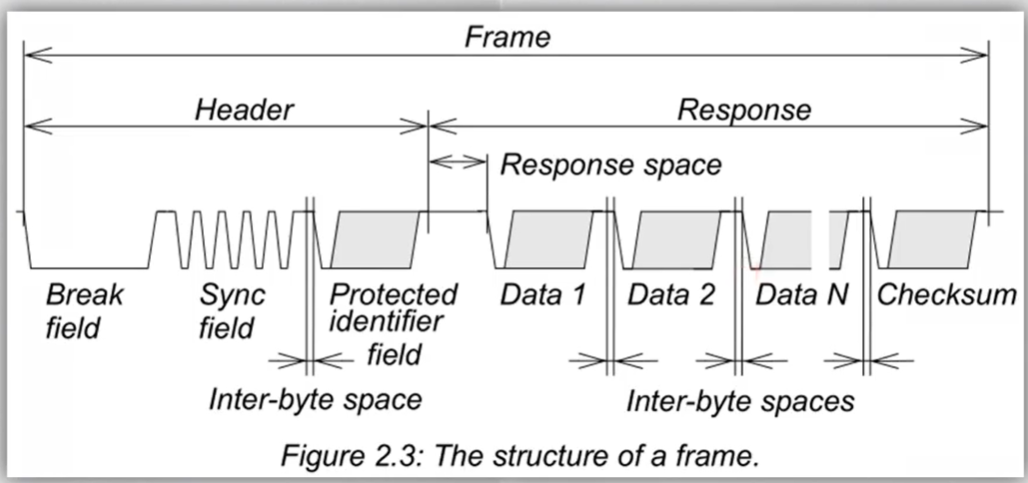 Frame
Header
Response
Response space
Break
field
Sync
field
Protected
identifier
field
Data 1
Data 2
Data N
Checksum
Inter-byte space
Inter-byte spaces
Figure 2.3: The structure of a frame.